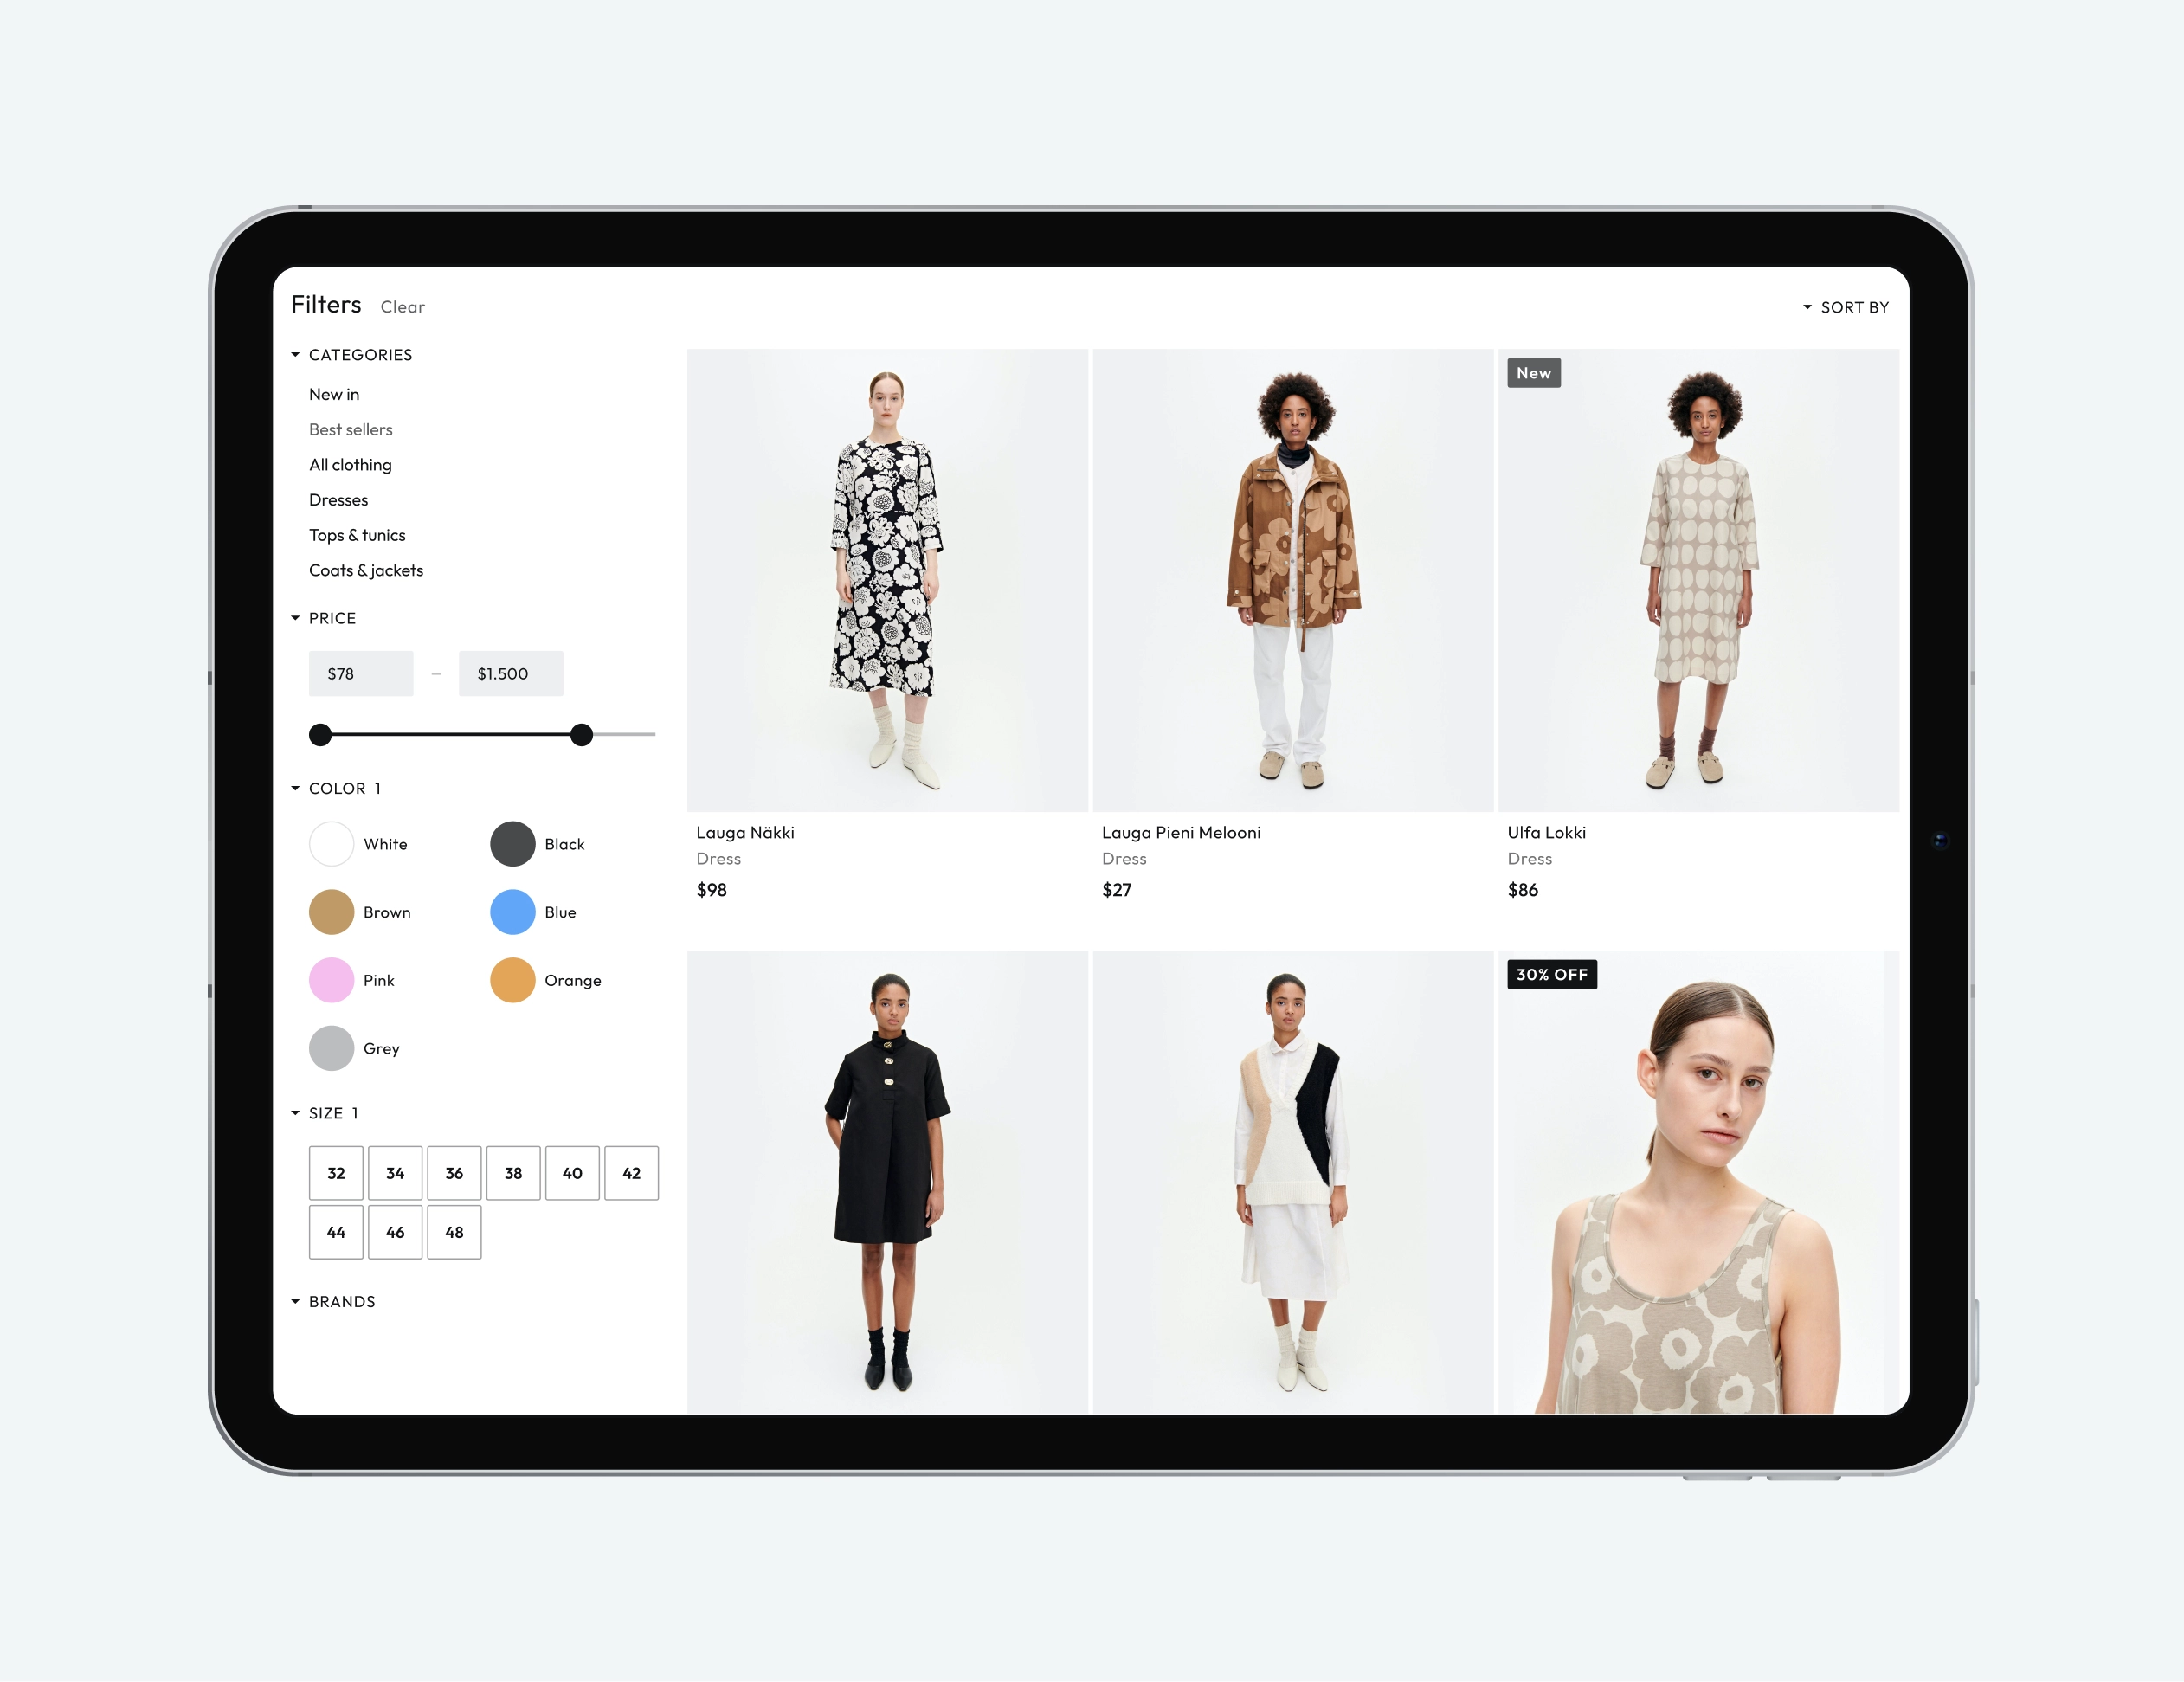 Filters Clear
SORT BY
CATEGORIES
New in
Best sellers
All clothing
Dresses
Tops & tunics
Coats & jackets
PRICE
$78 – $1.500
COLOR 1
White Black
Brown Blue
Pink Orange
Grey
SIZE 1
32 34 36 38 40 42
44 46 48
BRANDS
New
Lauga Näkki
Dress
$98
Lauga Pieni Melooni
Dress
$27
Ulfa Lokki
Dress
$86
30% OFF